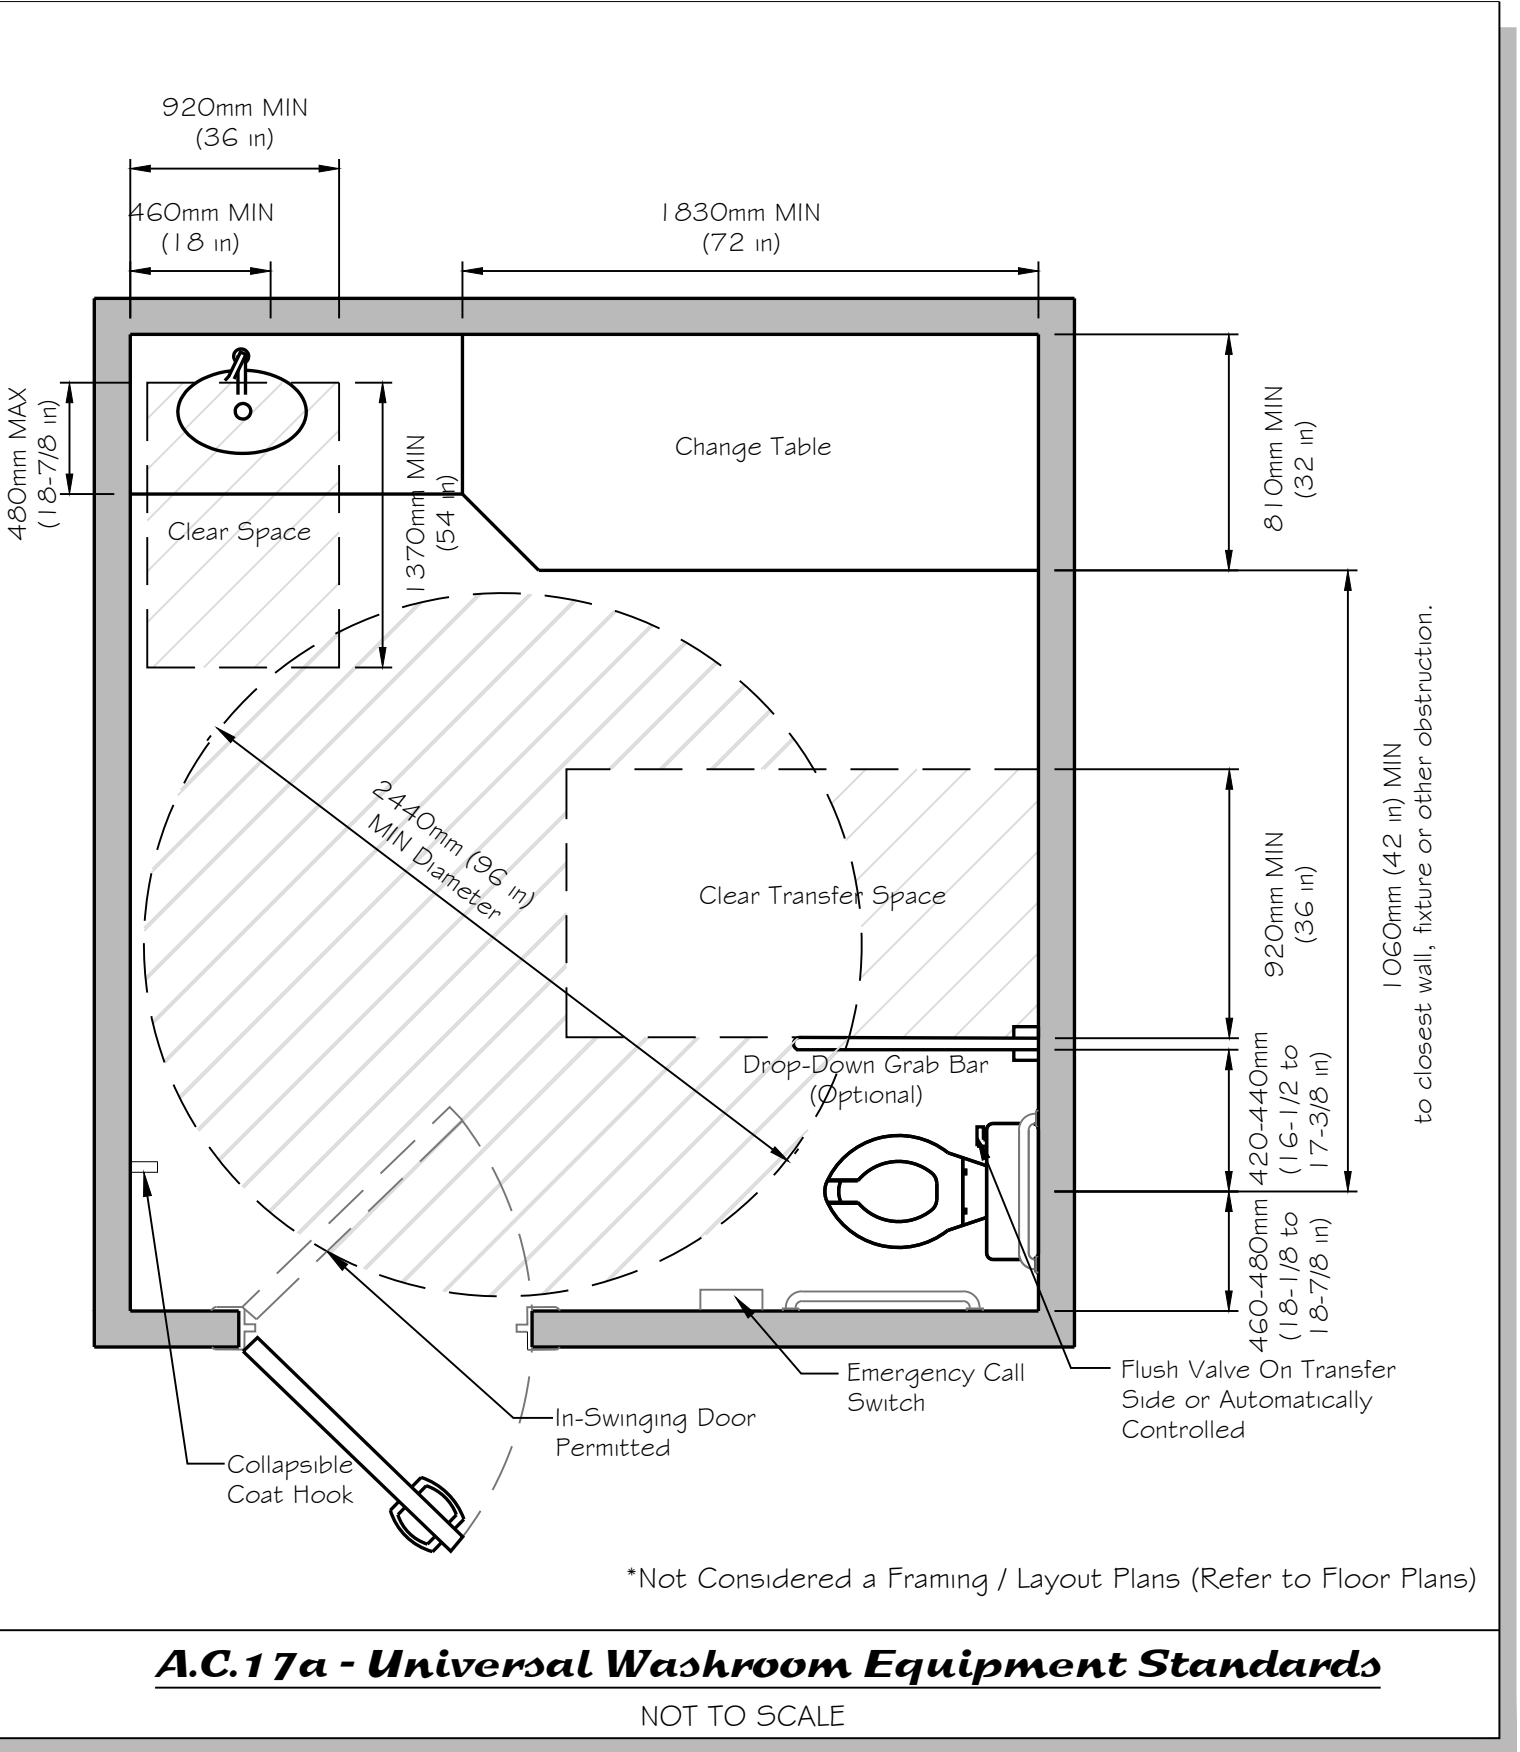 920mm MIN
(36 in)
460mm MIN
(18 in)
1830mm MIN
(72 in)
480mm MAX
(18-7/8 in)
Clear Space
1370mm MIN
(54 in)
Change Table
810mm MIN
(32 in)
2440mm (96 in)
MIN Diameter
Clear Transfer Space
920mm MIN
(36 in)
1060mm (42 in) MIN
to closest wall, fixture or other obstruction.
Drop-Down Grab Bar
(Optional)
420-440mm
(16-1/2 to
17-3/8 in)
460-480mm
(18-1/8 to
18-7/8 in)
Emergency Call
Switch
Flush Valve On Transfer
Side or Automatically
Controlled
In-Swinging Door
Permitted
Collapsible
Coat Hook
*Not Considered a Framing / Layout Plans (Refer to Floor Plans)
A.C.17a - Universal Washroom Equipment Standards
NOT TO SCALE